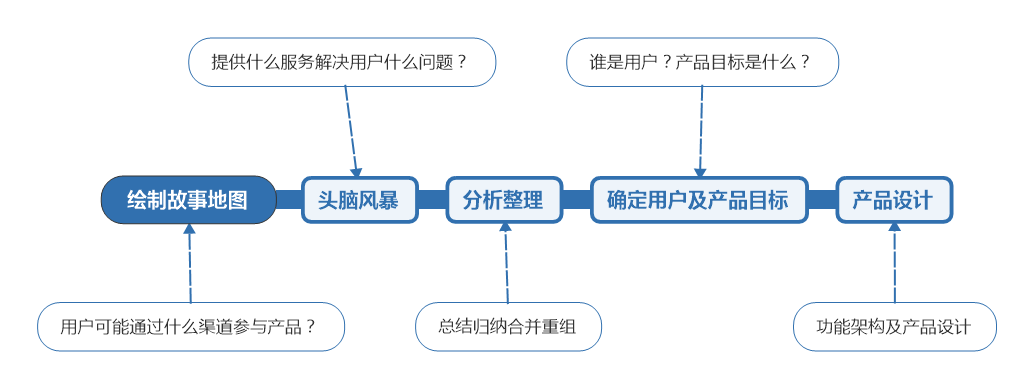 提供什么服务解决用户什么问题？
谁是用户？产品目标是什么？
绘制故事地图
头脑风暴
分析整理
确定用户及产品目标
产品设计
用户可能通过什么渠道参与产品？
总结归纳合并重组
功能架构及产品设计